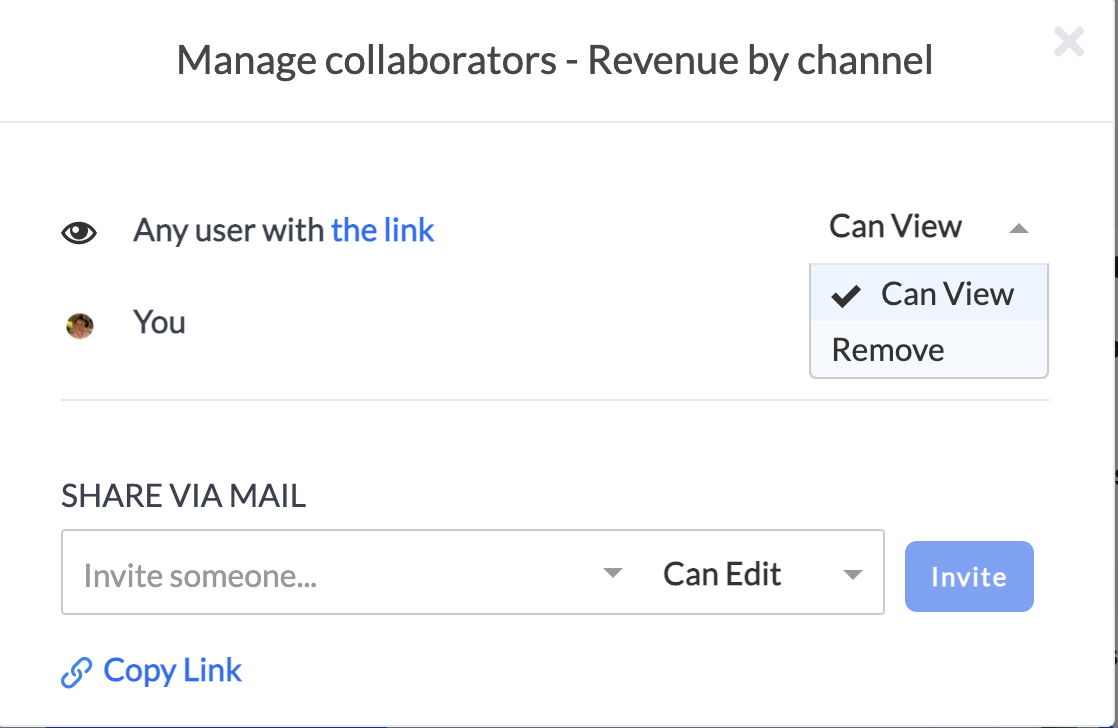 Manage collaborators - Revenue by channel
Any user with the link
Can View
Can View
Remove
You
SHARE VIA MAIL
Invite someone...
Can Edit
Invite
Copy Link